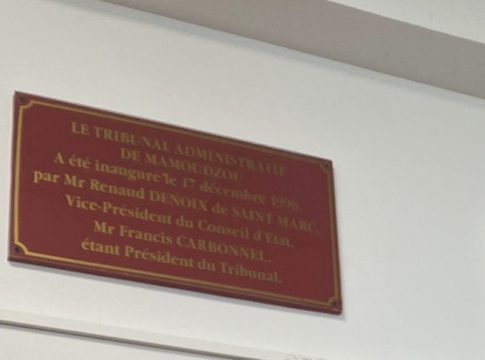 LE TRIBUNAL ADMINISTRATIF
DE MAMOUDZOU
A été inauguré le 17 décembre 1996,
par Mr Renaud DENOIX de SAINT MARC,
Vice-Président du Conseil d'Etat,
Mr Francis CARBONNEL,
étant Président du Tribunal.